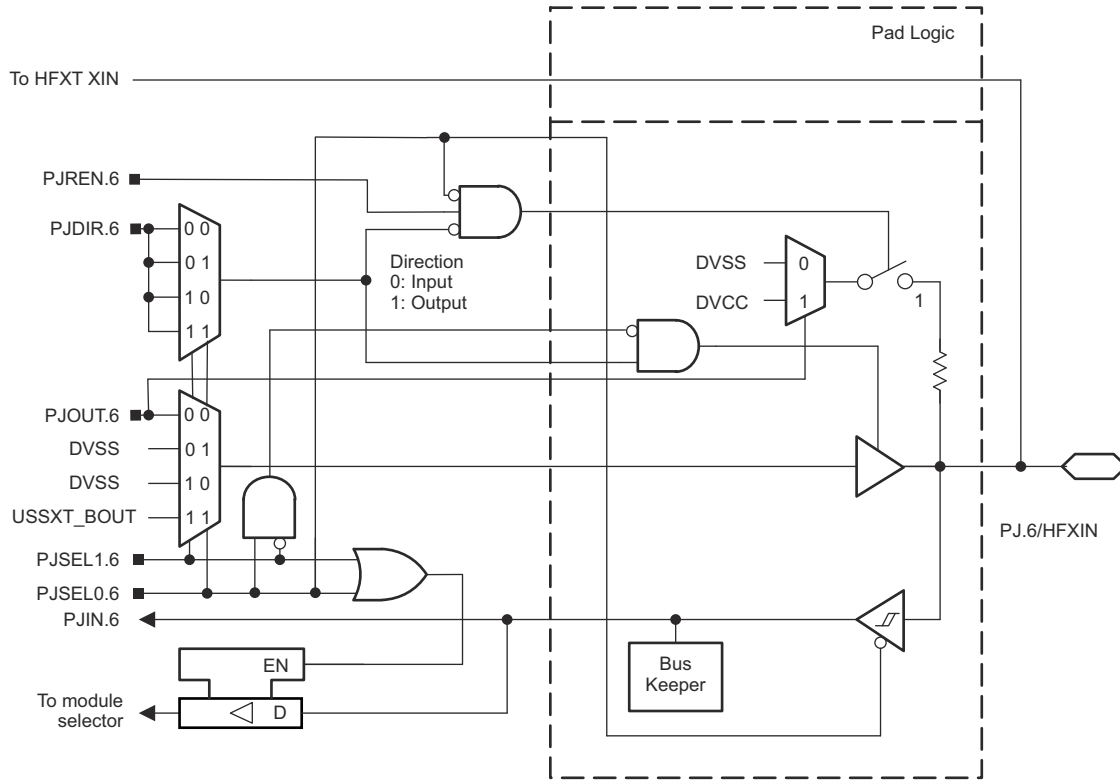 Pad Logic
To HFXT XIN
PJREN.6
PJDIR.6
0 0
0 1
1 0
1 1
Direction
0: Input
1: Output
DVSS
0
DVCC
1
1
PJOUT.6
0 0
DVSS
0 1
DVSS
1 0
USSXT_BOUT
1 1
PJ.6/HFXIN
PJSEL1.6
PJSEL0.6
PJIN.6
EN
Bus
Keeper
To module
selector
D